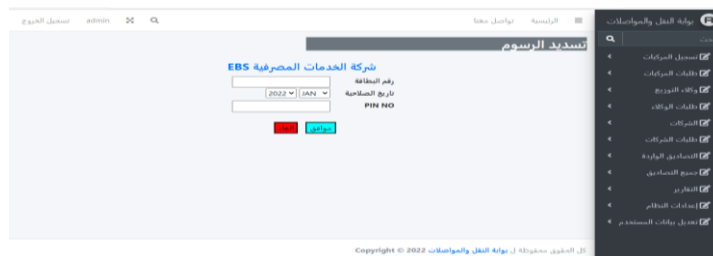 بوابة النقل والمواصلات
الرئيسية تواصل معنا
admin تسجيل الخروج
تسديد الرسوم
شركة الخدمات المصرفية EBS
رقم البطاقة
تاريخ الصلاحية JAN 2022
PIN NO
موافق الغاء
بحث
تسجيل المركبات
طلبات المركبات
وكلاء التوزيع
طلبات الوكلاء
الشركات
طلبات الشركات
التصاديق الواردة
جميع التصاديق
التقارير
إعدادات النظام
تعديل بيانات المستخدم
كل الحقوق محفوظة ل بوابة النقل والمواصلات Copyright © 2022